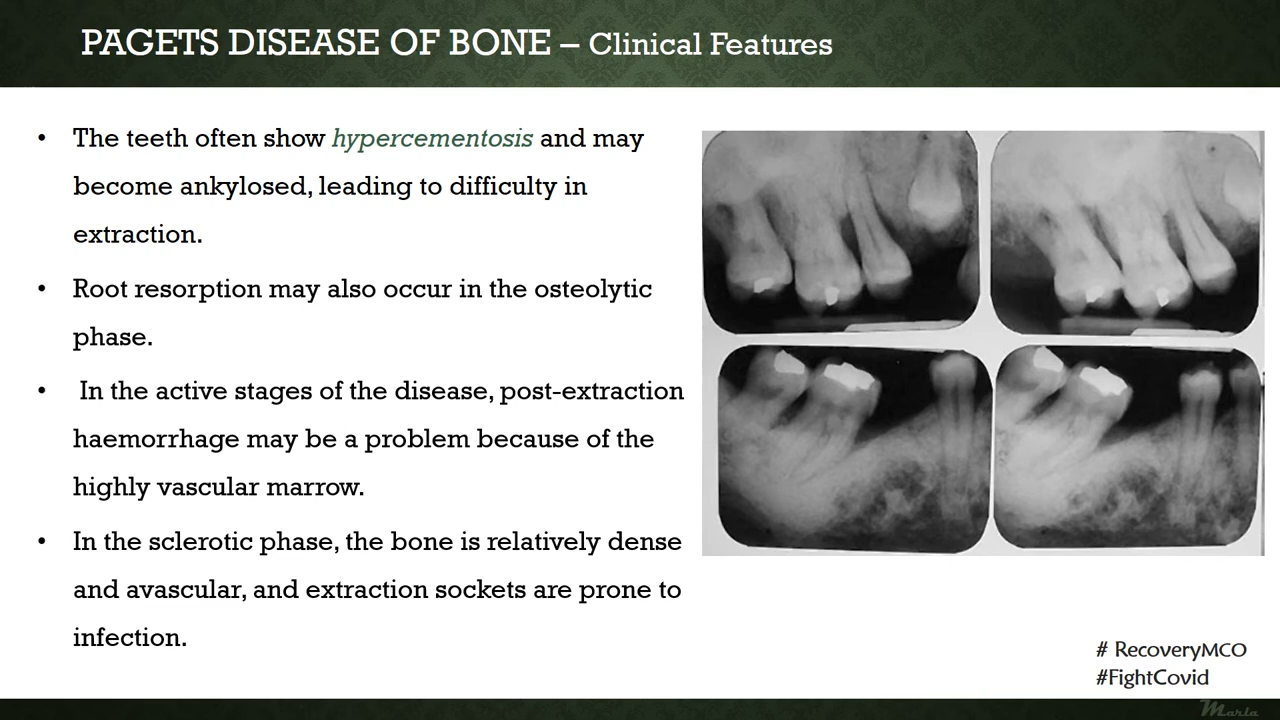 PAGETS DISEASE OF BONE – Clinical Features
• The teeth often show hypercementosis and may
become ankylosed, leading to difficulty in
extraction.
• Root resorption may also occur in the osteolytic
phase.
• In the active stages of the disease, post-extraction
haemorrhage may be a problem because of the
highly vascular marrow.
• In the sclerotic phase, the bone is relatively dense
and avascular, and extraction sockets are prone to
infection.
# RecoveryMCO
#FightCovid
Marla